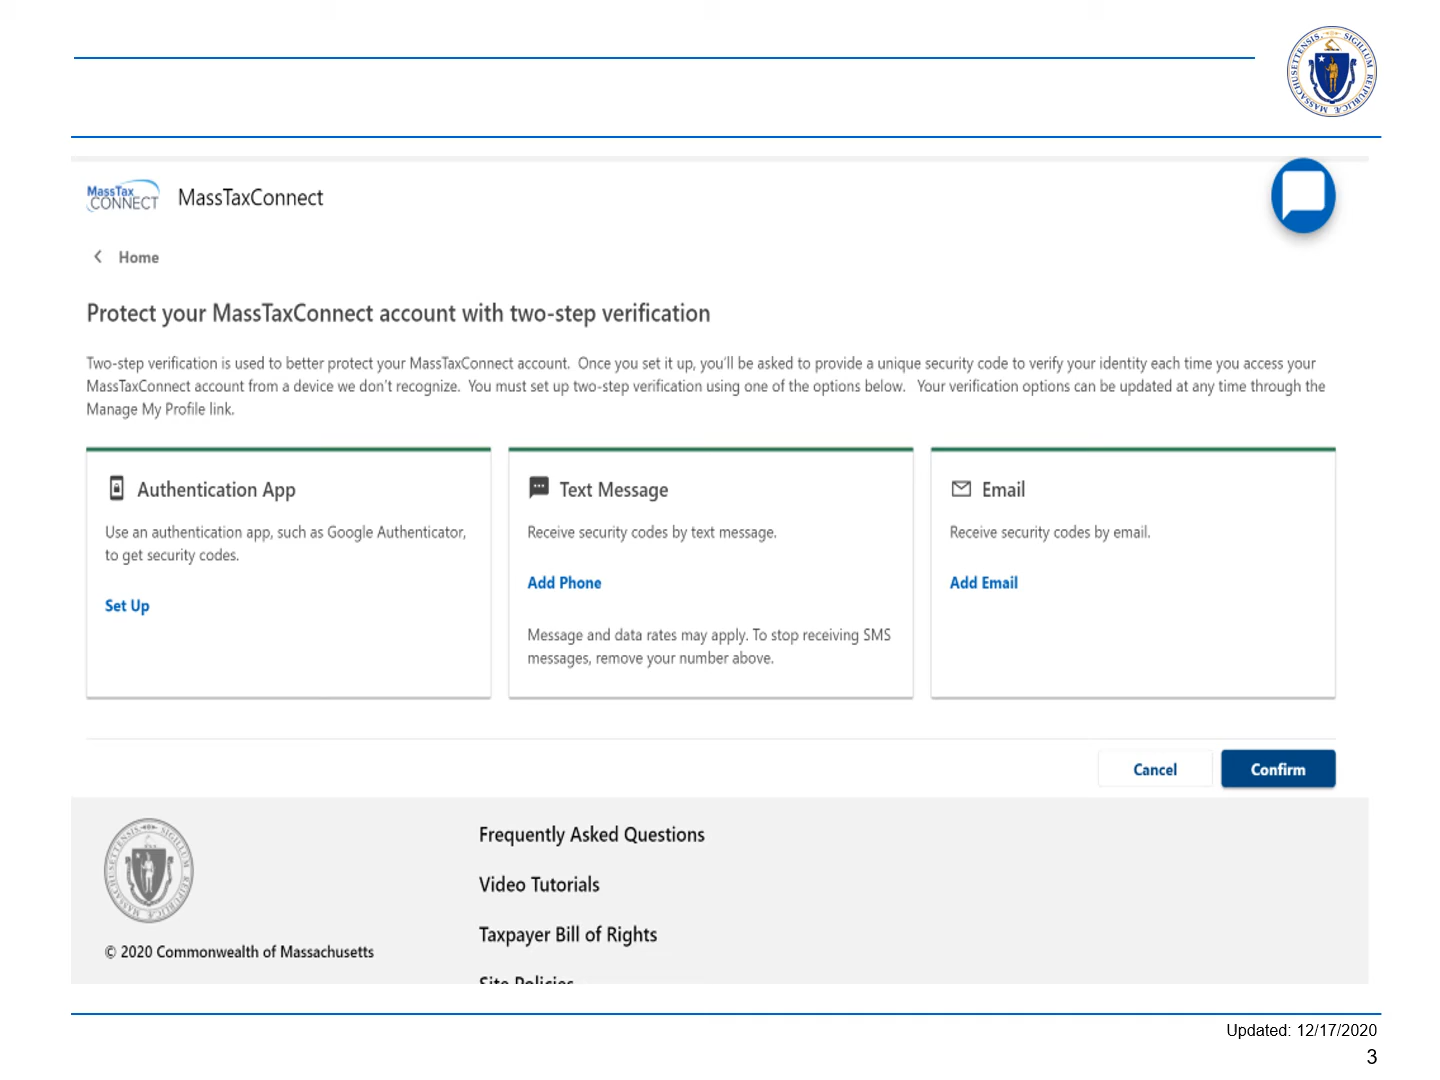 MassTax
CONNECT
MassTaxConnect
Home
Protect your MassTaxConnect account with two-step verification
Two-step verification is used to better protect your MassTaxConnect account.  Once you set it up, you'll be asked to provide a unique security code to verify your identity each time you access your
MassTaxConnect account from a device we don't recognize.  You must set up two-step verification using one of the options below.   Your verification options can be updated at any time through the
Manage My Profile link.
Authentication App
Use an authentication app, such as Google Authenticator,
to get security codes.
Set Up
Text Message
Receive security codes by text message.
Add Phone
Message and data rates may apply. To stop receiving SMS
messages, remove your number above.
Email
Receive security codes by email.
Add Email
Cancel
Confirm
© 2020 Commonwealth of Massachusetts
Frequently Asked Questions
Video Tutorials
Taxpayer Bill of Rights
Site Policies
Updated: 12/17/2020
3